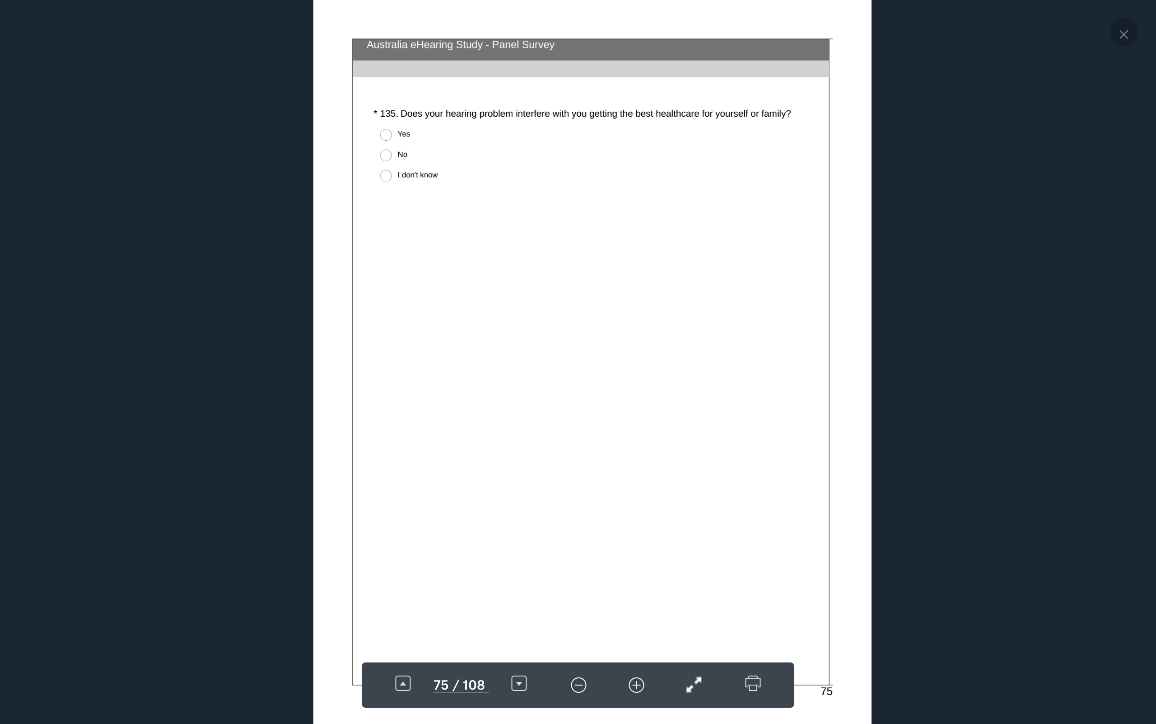 Australia eHearing Study - Panel Survey
* 135. Does your hearing problem interfere with you getting the best healthcare for yourself or family?
Yes
No
I don't know
75 / 108
75